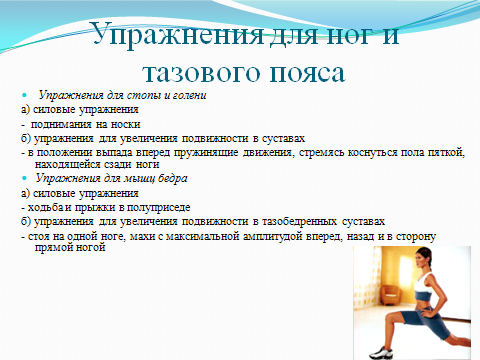 Упражнения для ног и
тазового пояса
Упражнения для стопы и голени
а) силовые упражнения
- поднимания на носки
б) упражнения для увеличения подвижности в суставах
- в положении выпада вперед пружинящие движения, стремясь коснуться пола пяткой,
находящейся сзади ноги
Упражнения для мышц бедра
а) силовые упражнения
- ходьба и прыжки в полуприседе
б) упражнения для увеличения подвижности в тазобедренных суставах
- стоя на одной ноге, махи с максимальной амплитудой вперед, назад и в сторону
прямой ногой